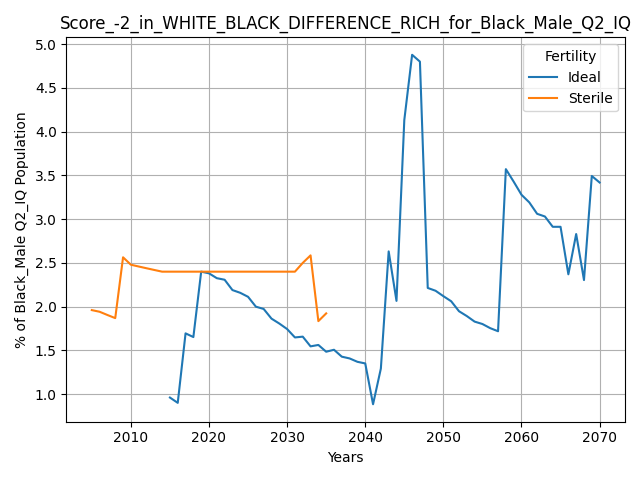 Score_-2_in_WHITE_BLACK_DIFFERENCE_RICH_for_Black_Male_Q2_IQ
5.0
4.5
4.0
3.5
3.0
2.5
2.0
1.5
1.0
% of Black_Male Q2_IQ Population
Fertility
Ideal
Sterile
2010 2020 2030 2040 2050 2060 2070
Years